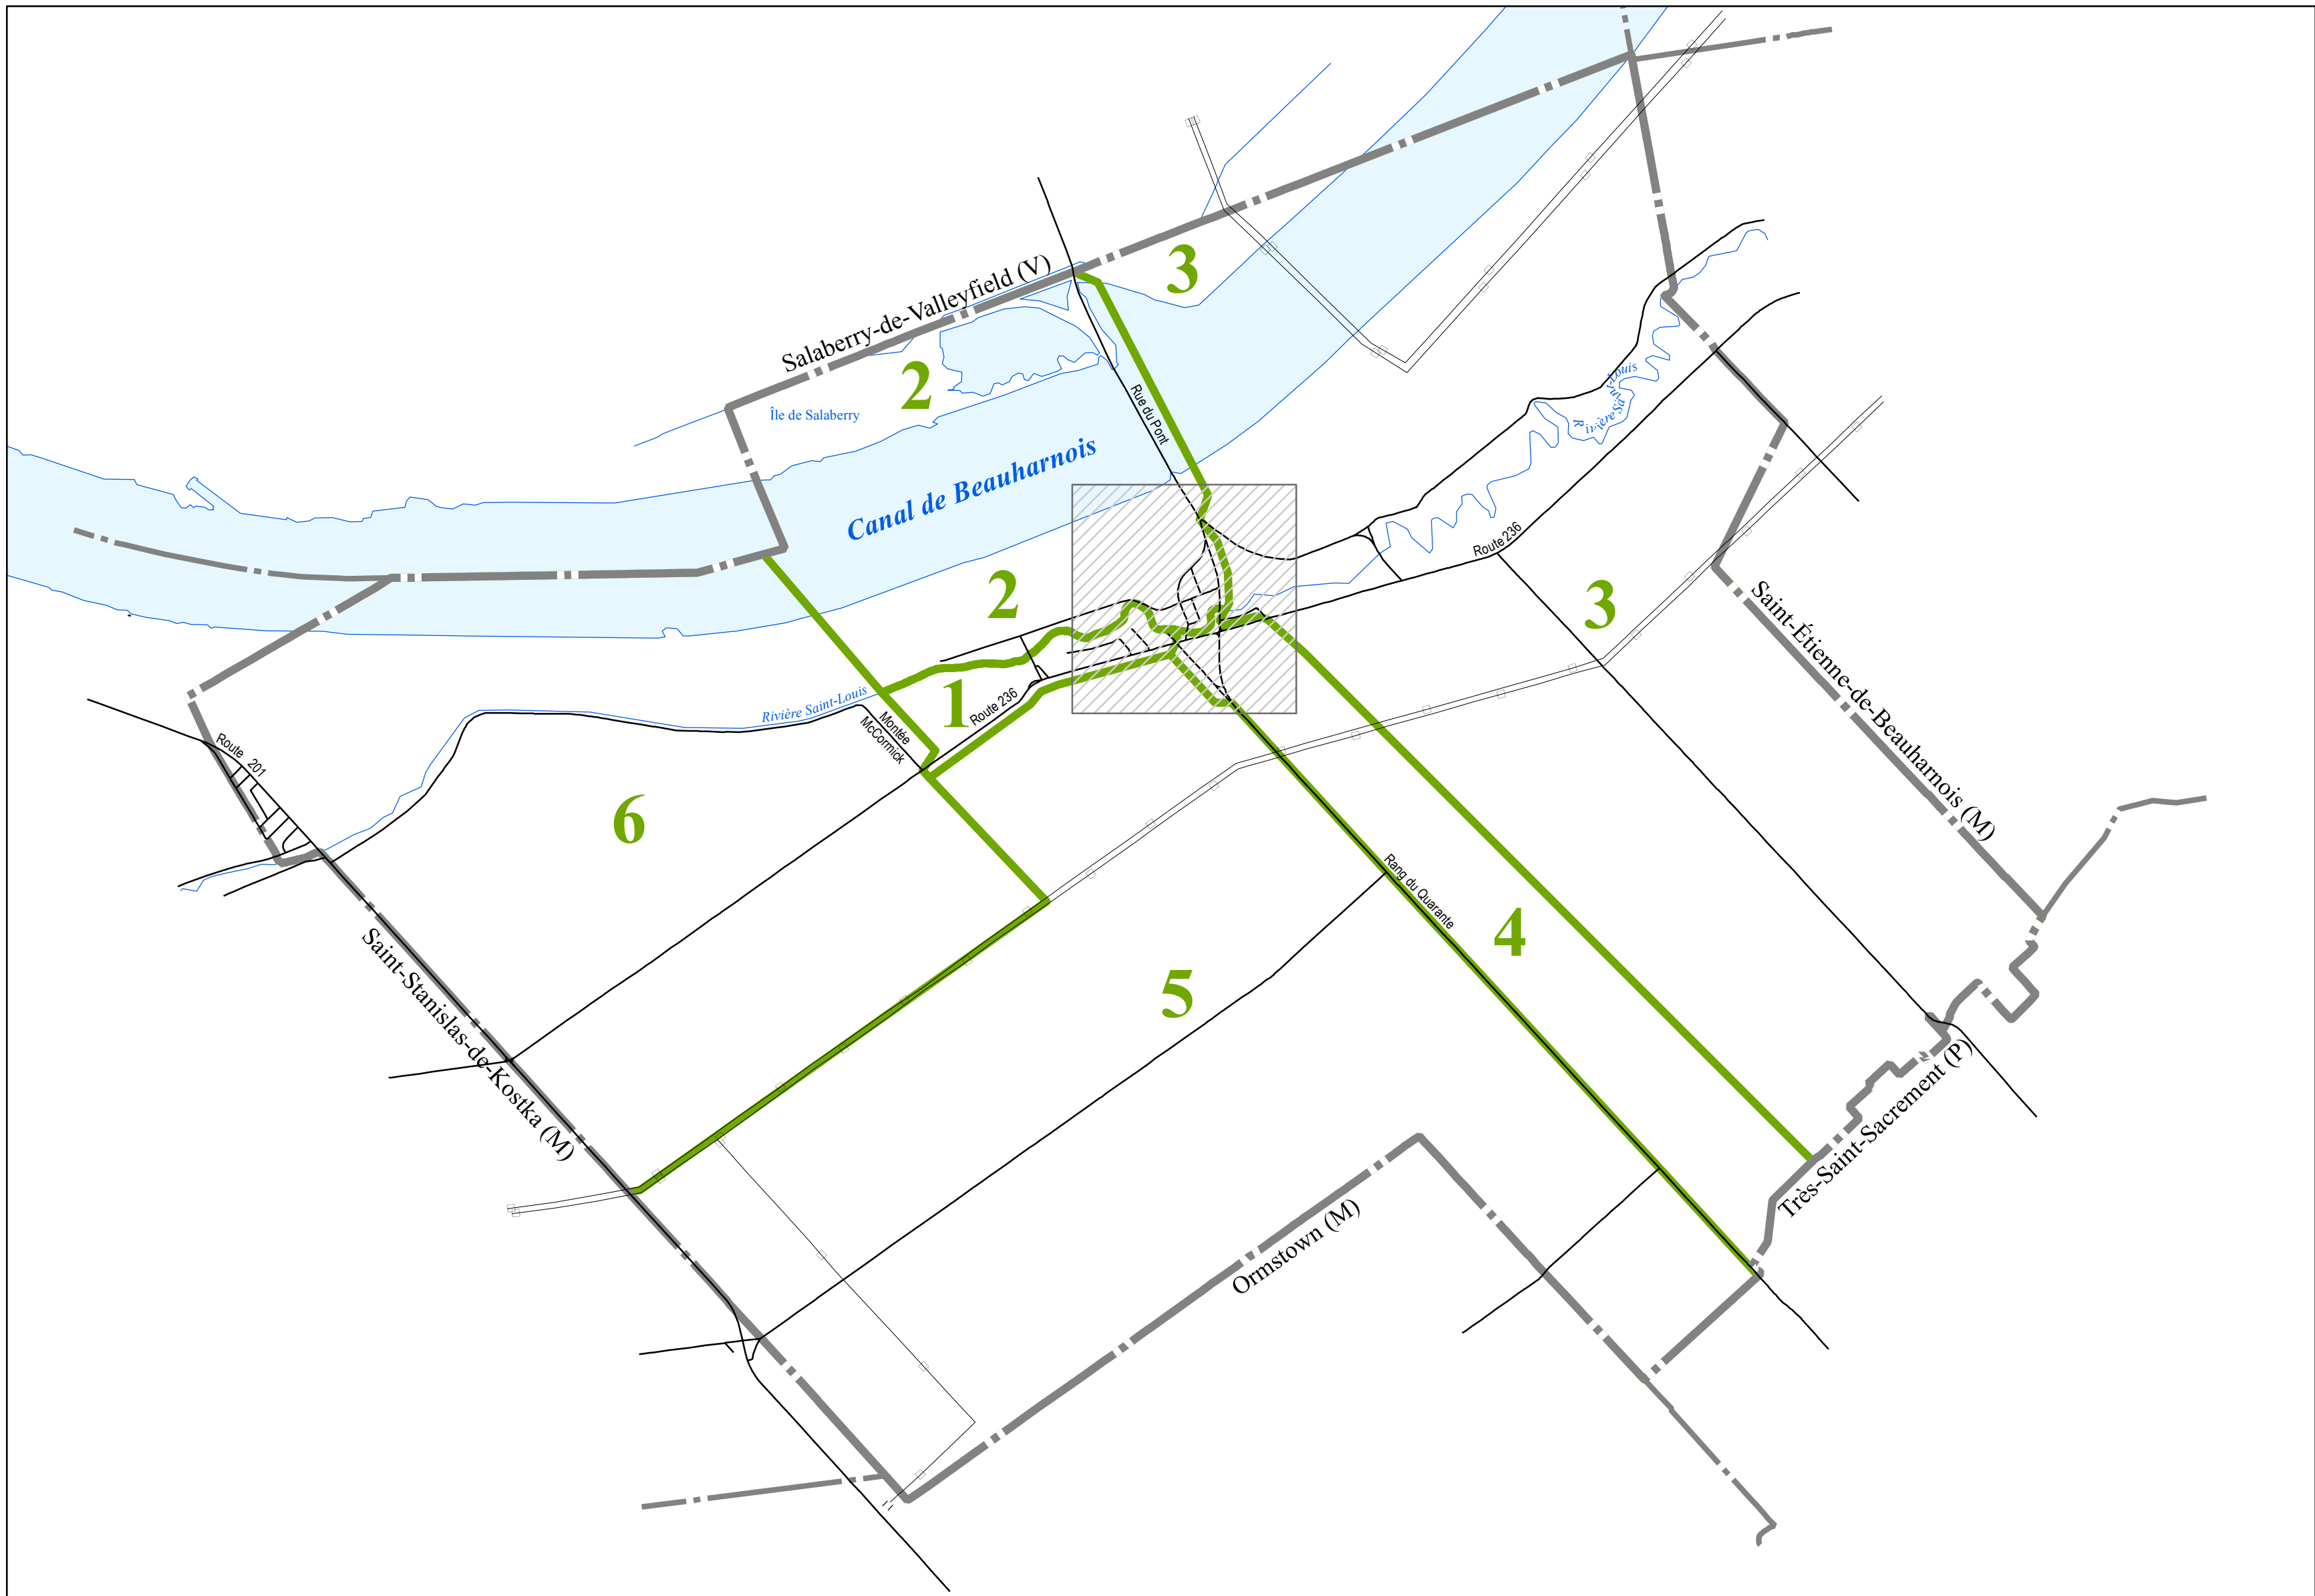 3
Salaberry-de-Valleyfield (V)
2
Île de Salaberry
Rue du Pont
Canal de Beauharnois
Rivière Saint-Louis
Route 236
2
3
Saint-Étienne-de-Beauharnois (M)
1
Rivière Saint-Louis
Route 236
Montée
McCormick
Route 201
6
Rang du Quarante
4
5
Saint-Stanislas-de-Kostka (M)
Très-Saint-Sacrement (P)
Ormstown (M)